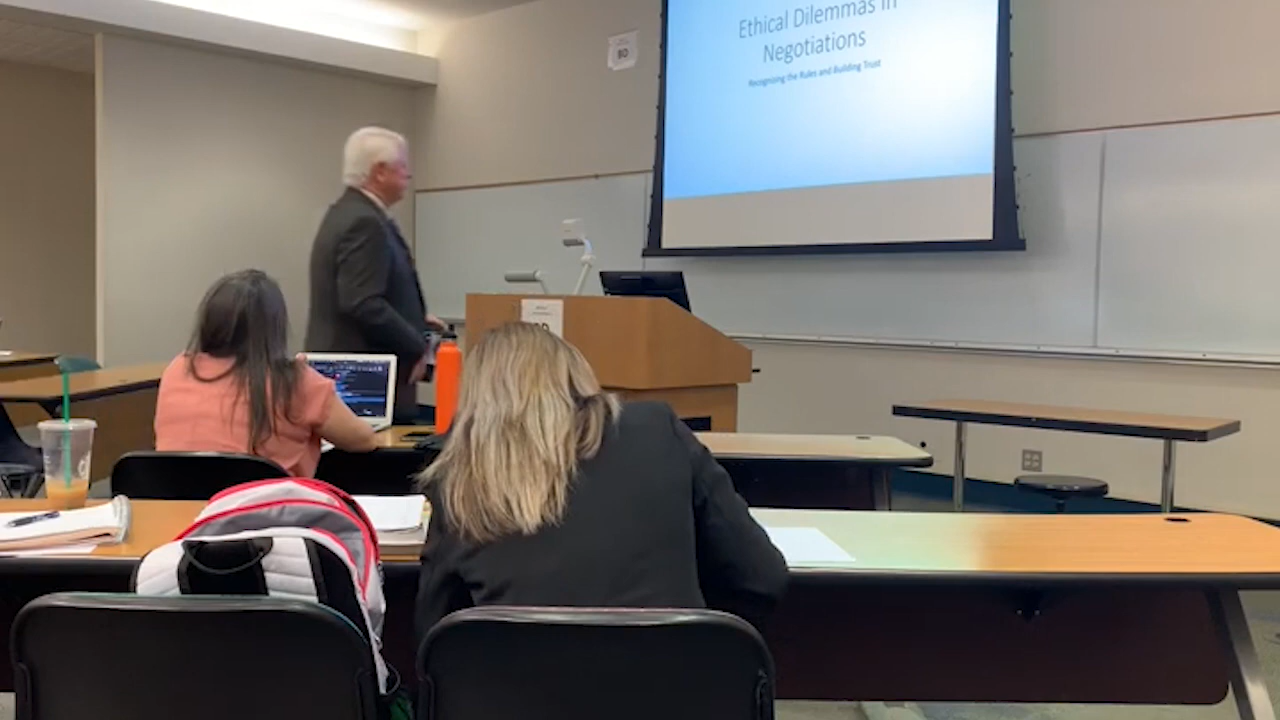 Ethical Dilemmas in
Negotiations
Recognizing the Rules and Building Trust